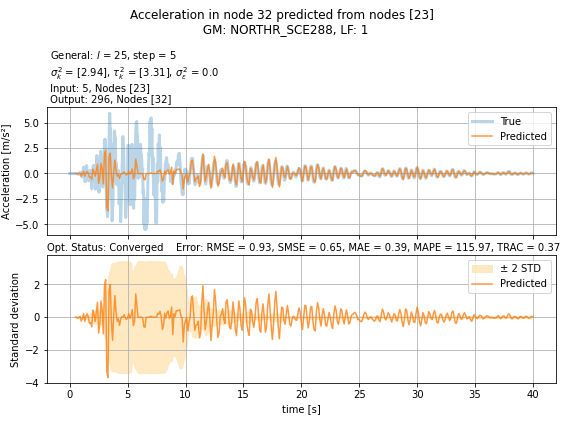 Acceleration in node 32 predicted from nodes [23]
GM: NORTHR_SCE288, LF: 1
General: l = 25, step = 5
σ²ₖ = [2.94], τ²ₖ = [3.31], σ²ε = 0.0
Input: 5, Nodes [23]
Output: 296, Nodes [32]
Acceleration [m/s²]
5.0
2.5
0.0
−2.5
−5.0
True
Predicted
Opt. Status: Converged Error: RMSE = 0.93, SMSE = 0.65, MAE = 0.39, MAPE = 115.97, TRAC = 0.37
Standard deviation
2
0
−2
−4
± 2 STD
Predicted
0 5 10 15 20 25 30 35 40
time [s]